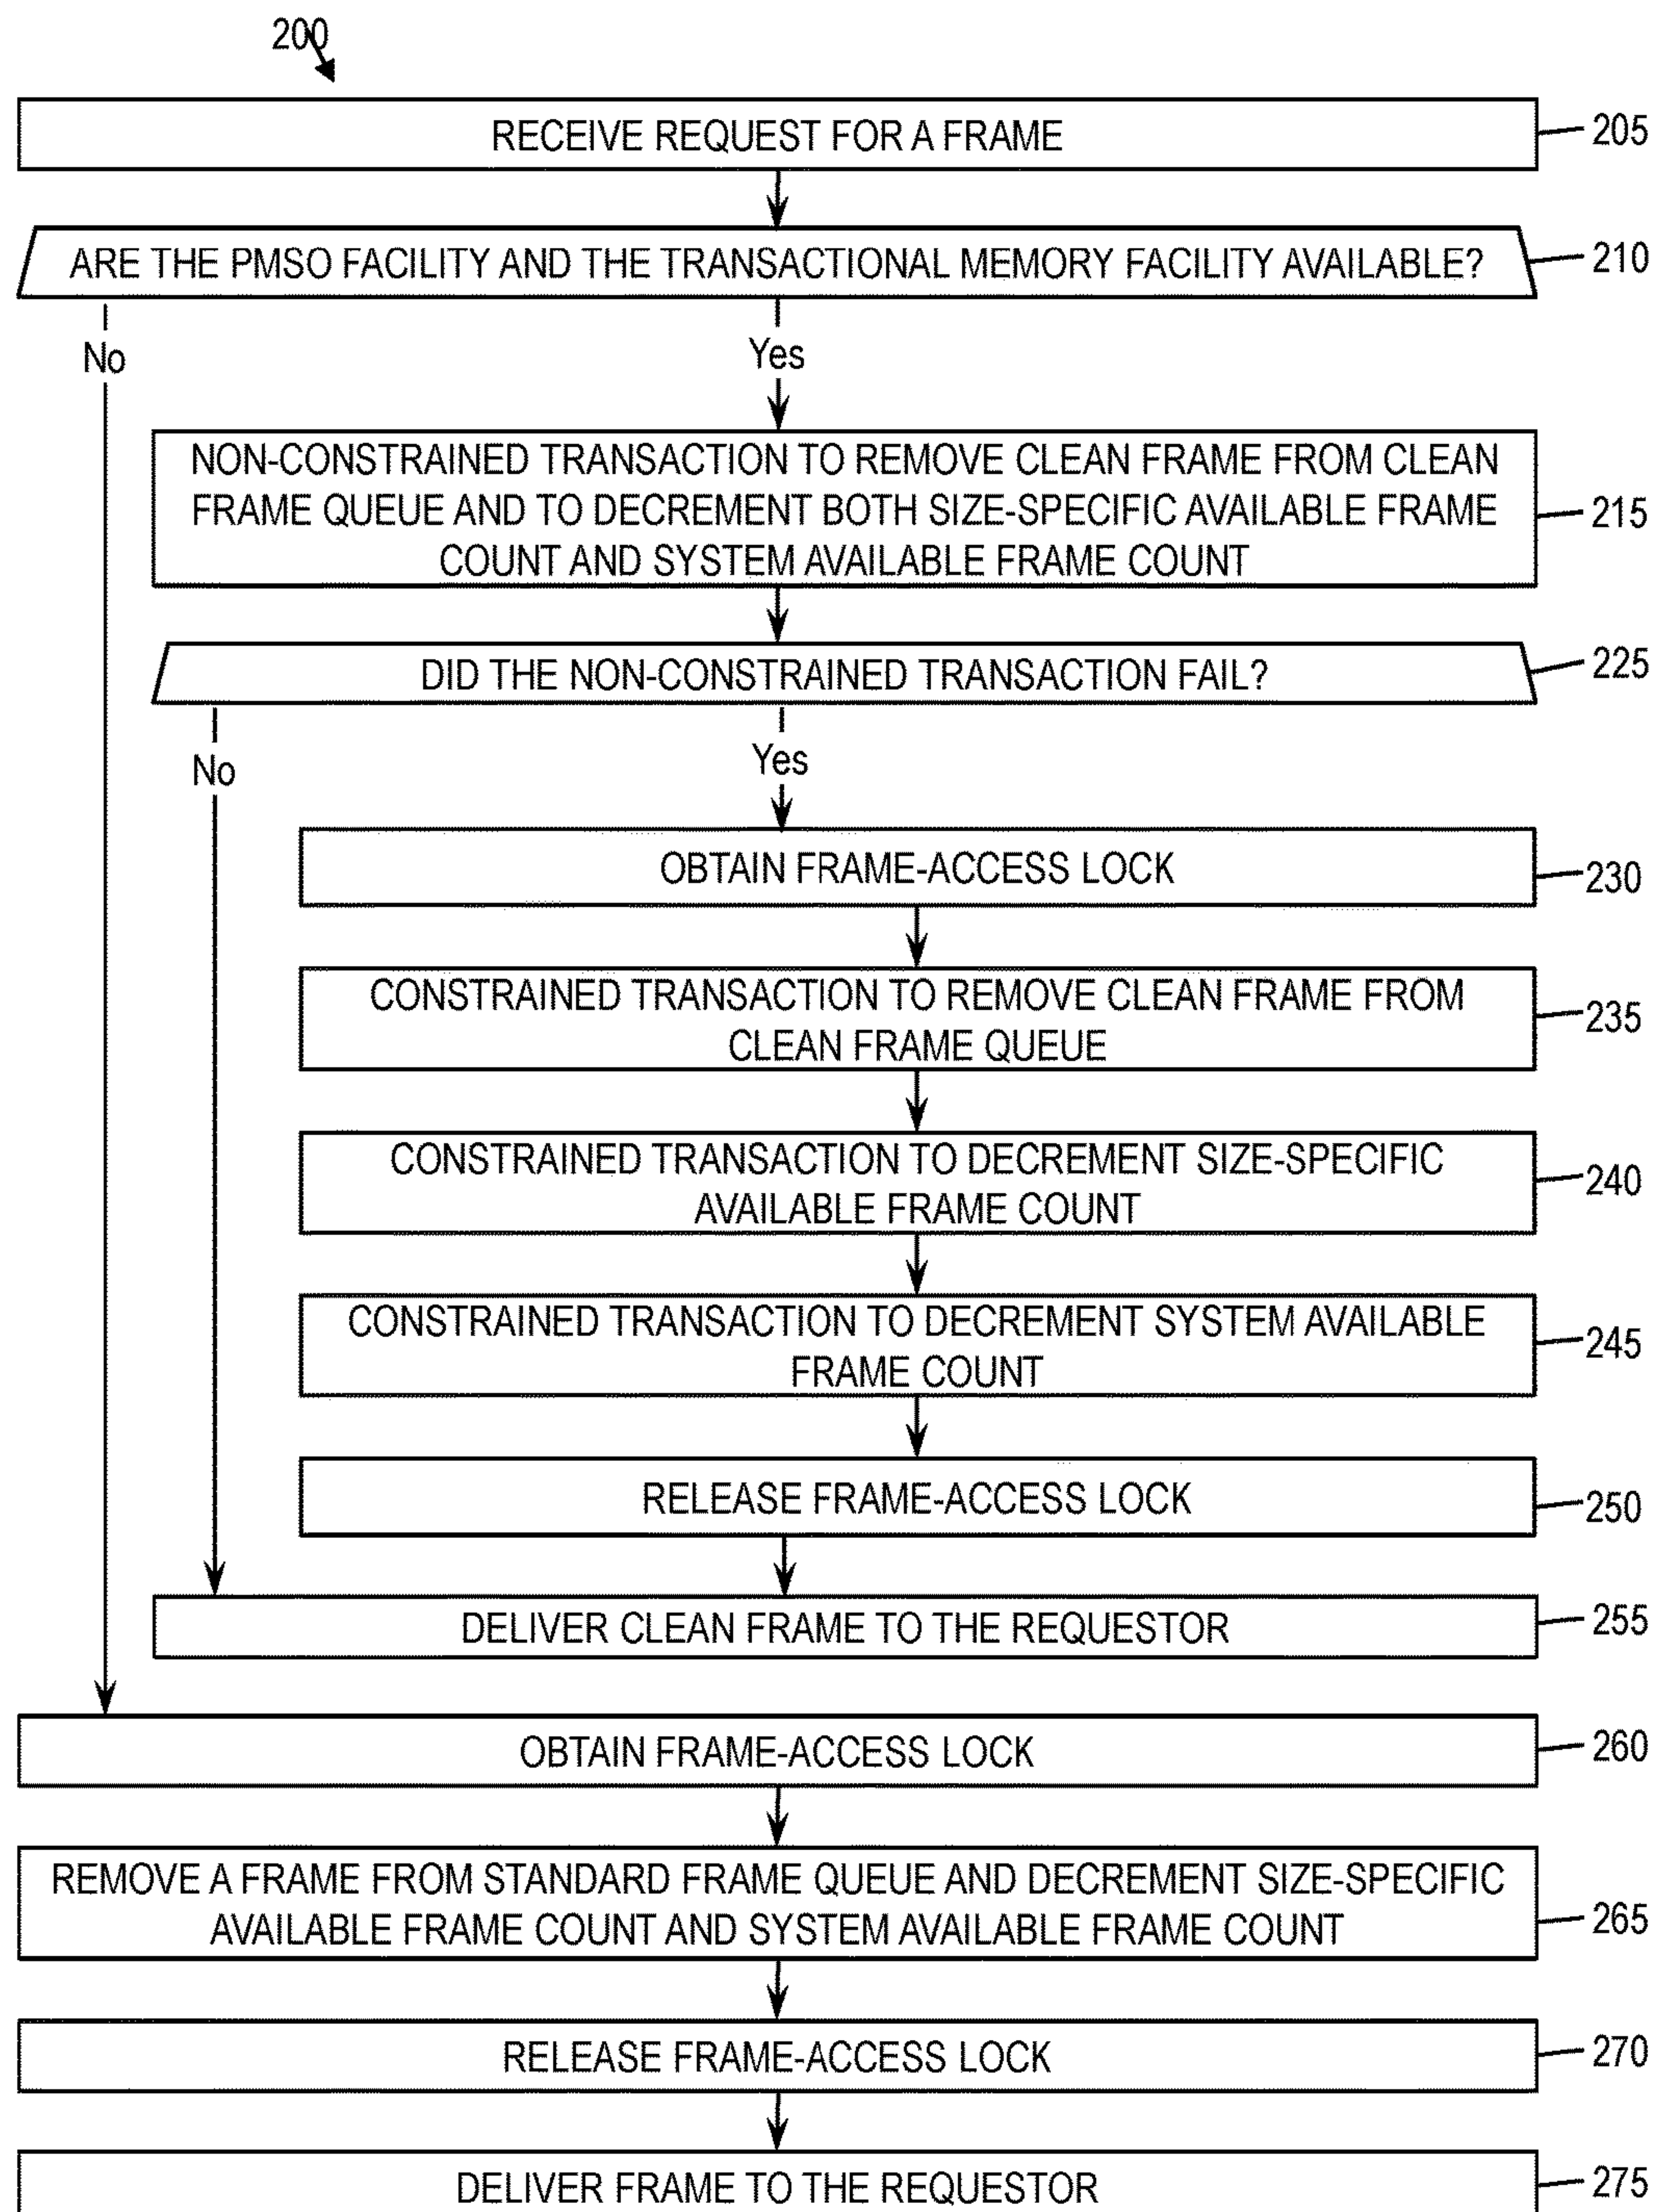 200
RECEIVE REQUEST FOR A FRAME
205
ARE THE PMSO FACILITY AND THE TRANSACTIONAL MEMORY FACILITY AVAILABLE?
210
No
Yes
NON-CONSTRAINED TRANSACTION TO REMOVE CLEAN FRAME FROM CLEAN
FRAME QUEUE AND TO DECREMENT BOTH SIZE-SPECIFIC AVAILABLE FRAME
COUNT AND SYSTEM AVAILABLE FRAME COUNT
215
DID THE NON-CONSTRAINED TRANSACTION FAIL?
225
No
Yes
OBTAIN FRAME-ACCESS LOCK
230
CONSTRAINED TRANSACTION TO REMOVE CLEAN FRAME FROM
CLEAN FRAME QUEUE
235
CONSTRAINED TRANSACTION TO DECREMENT SIZE-SPECIFIC
AVAILABLE FRAME COUNT
240
CONSTRAINED TRANSACTION TO DECREMENT SYSTEM AVAILABLE
FRAME COUNT
245
RELEASE FRAME-ACCESS LOCK
250
DELIVER CLEAN FRAME TO THE REQUESTOR
255
OBTAIN FRAME-ACCESS LOCK
260
REMOVE A FRAME FROM STANDARD FRAME QUEUE AND DECREMENT SIZE-SPECIFIC
AVAILABLE FRAME COUNT AND SYSTEM AVAILABLE FRAME COUNT
265
RELEASE FRAME-ACCESS LOCK
270
DELIVER FRAME TO THE REQUESTOR
275